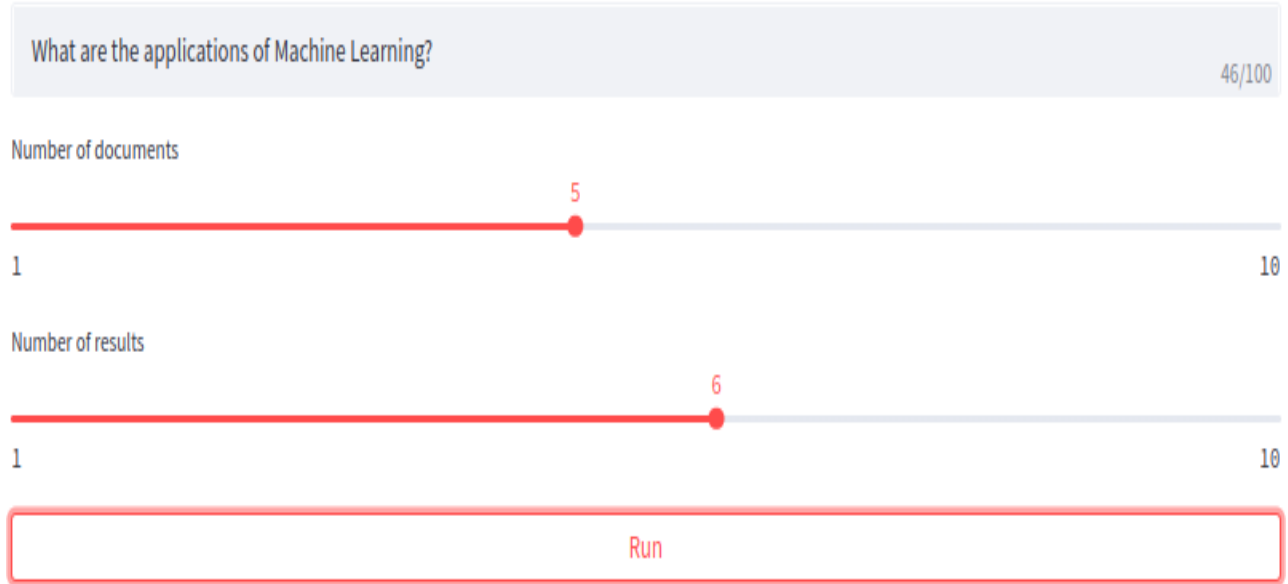 What are the applications of Machine Learning?
46/100
Number of documents
5
1 10
Number of results
6
1 10
Run